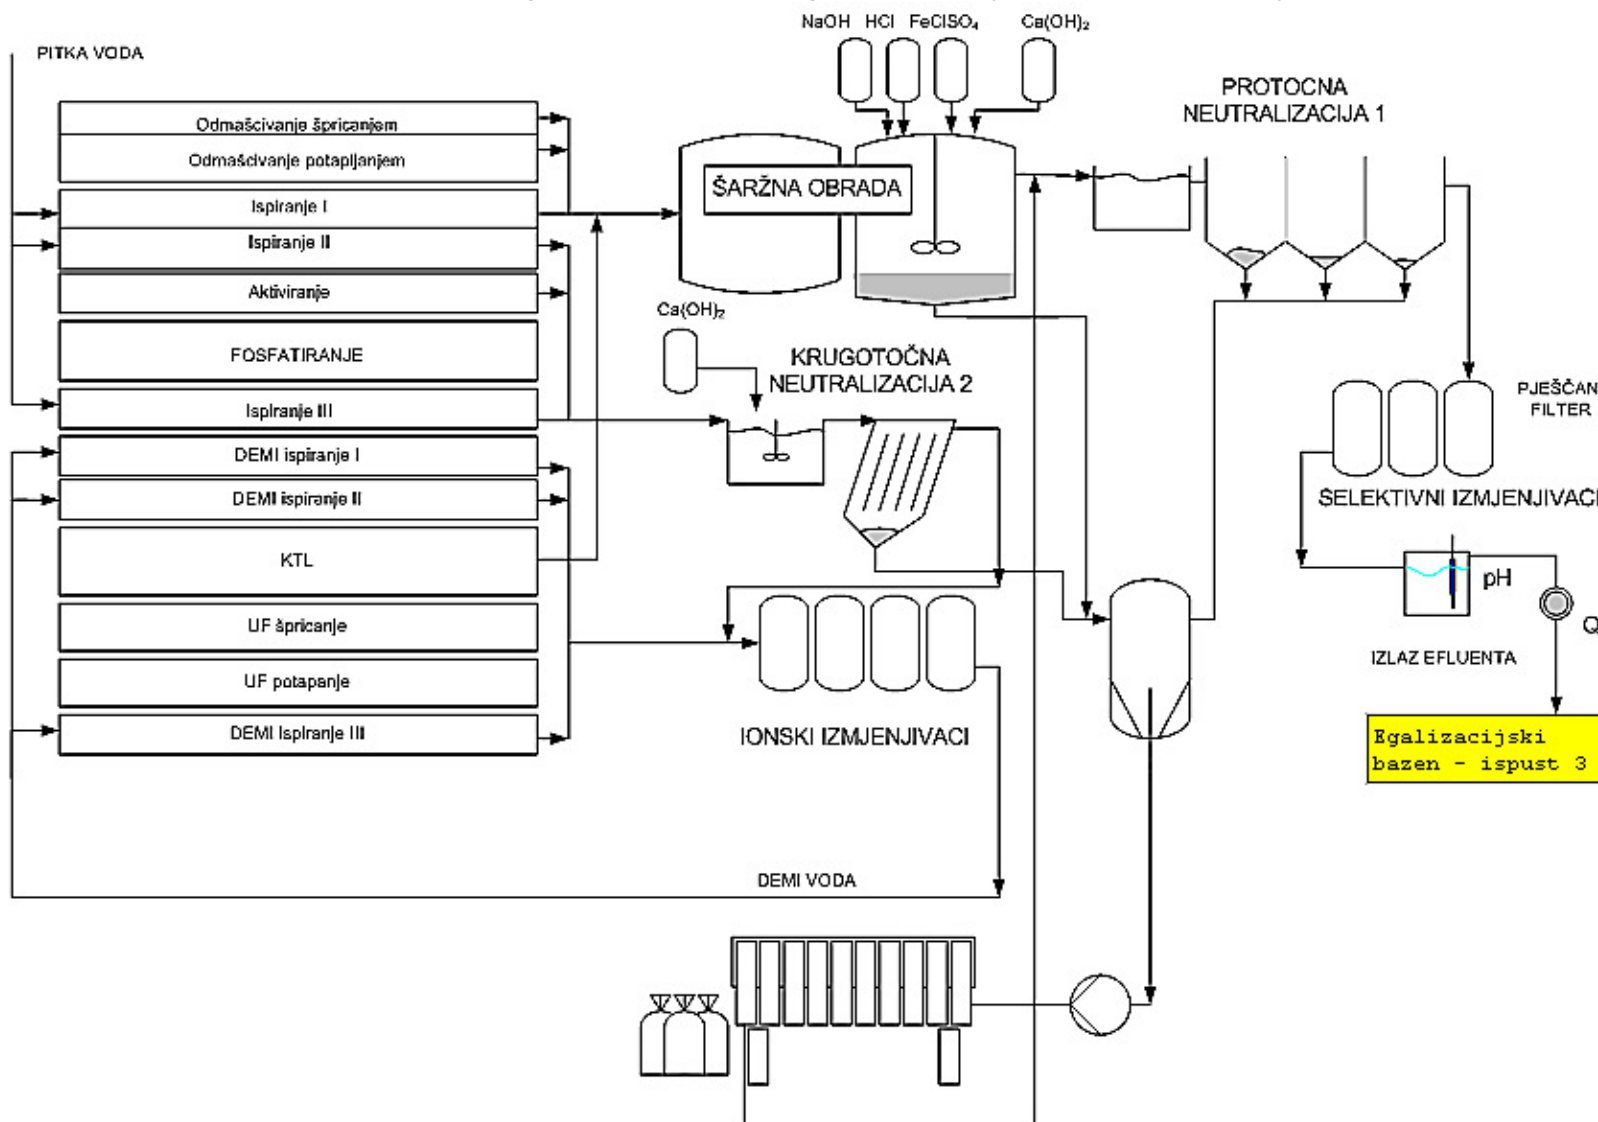 NaOH HCl FeClSO₄ Ca(OH)₂
PITKA VODA
PROTOCNA
NEUTRALIZACIJA 1
Odmašcivanje špricanjem
Odmašcivanje potapljanjem
ŠARŽNA OBRADA
Ispiranje I
Ispiranje II
Aktiviranje
Ca(OH)₂
FOSFATIRANJE
KRUGOTOČNA
NEUTRALIZACIJA 2
Ispiranje III
PJEŠČAN
FILTER
DEMI ispiranje I
DEMI ispiranje II
SELEKTIVNI IZMJENJIVAČI
KTL
pH
UF špricanje
Q
IZLAZ EFLUENTA
UF potapanje
DEMI Ispiranje III
IONSKI IZMJENJIVACI
Egalizacijski
bazen - ispust 3
DEMI VODA